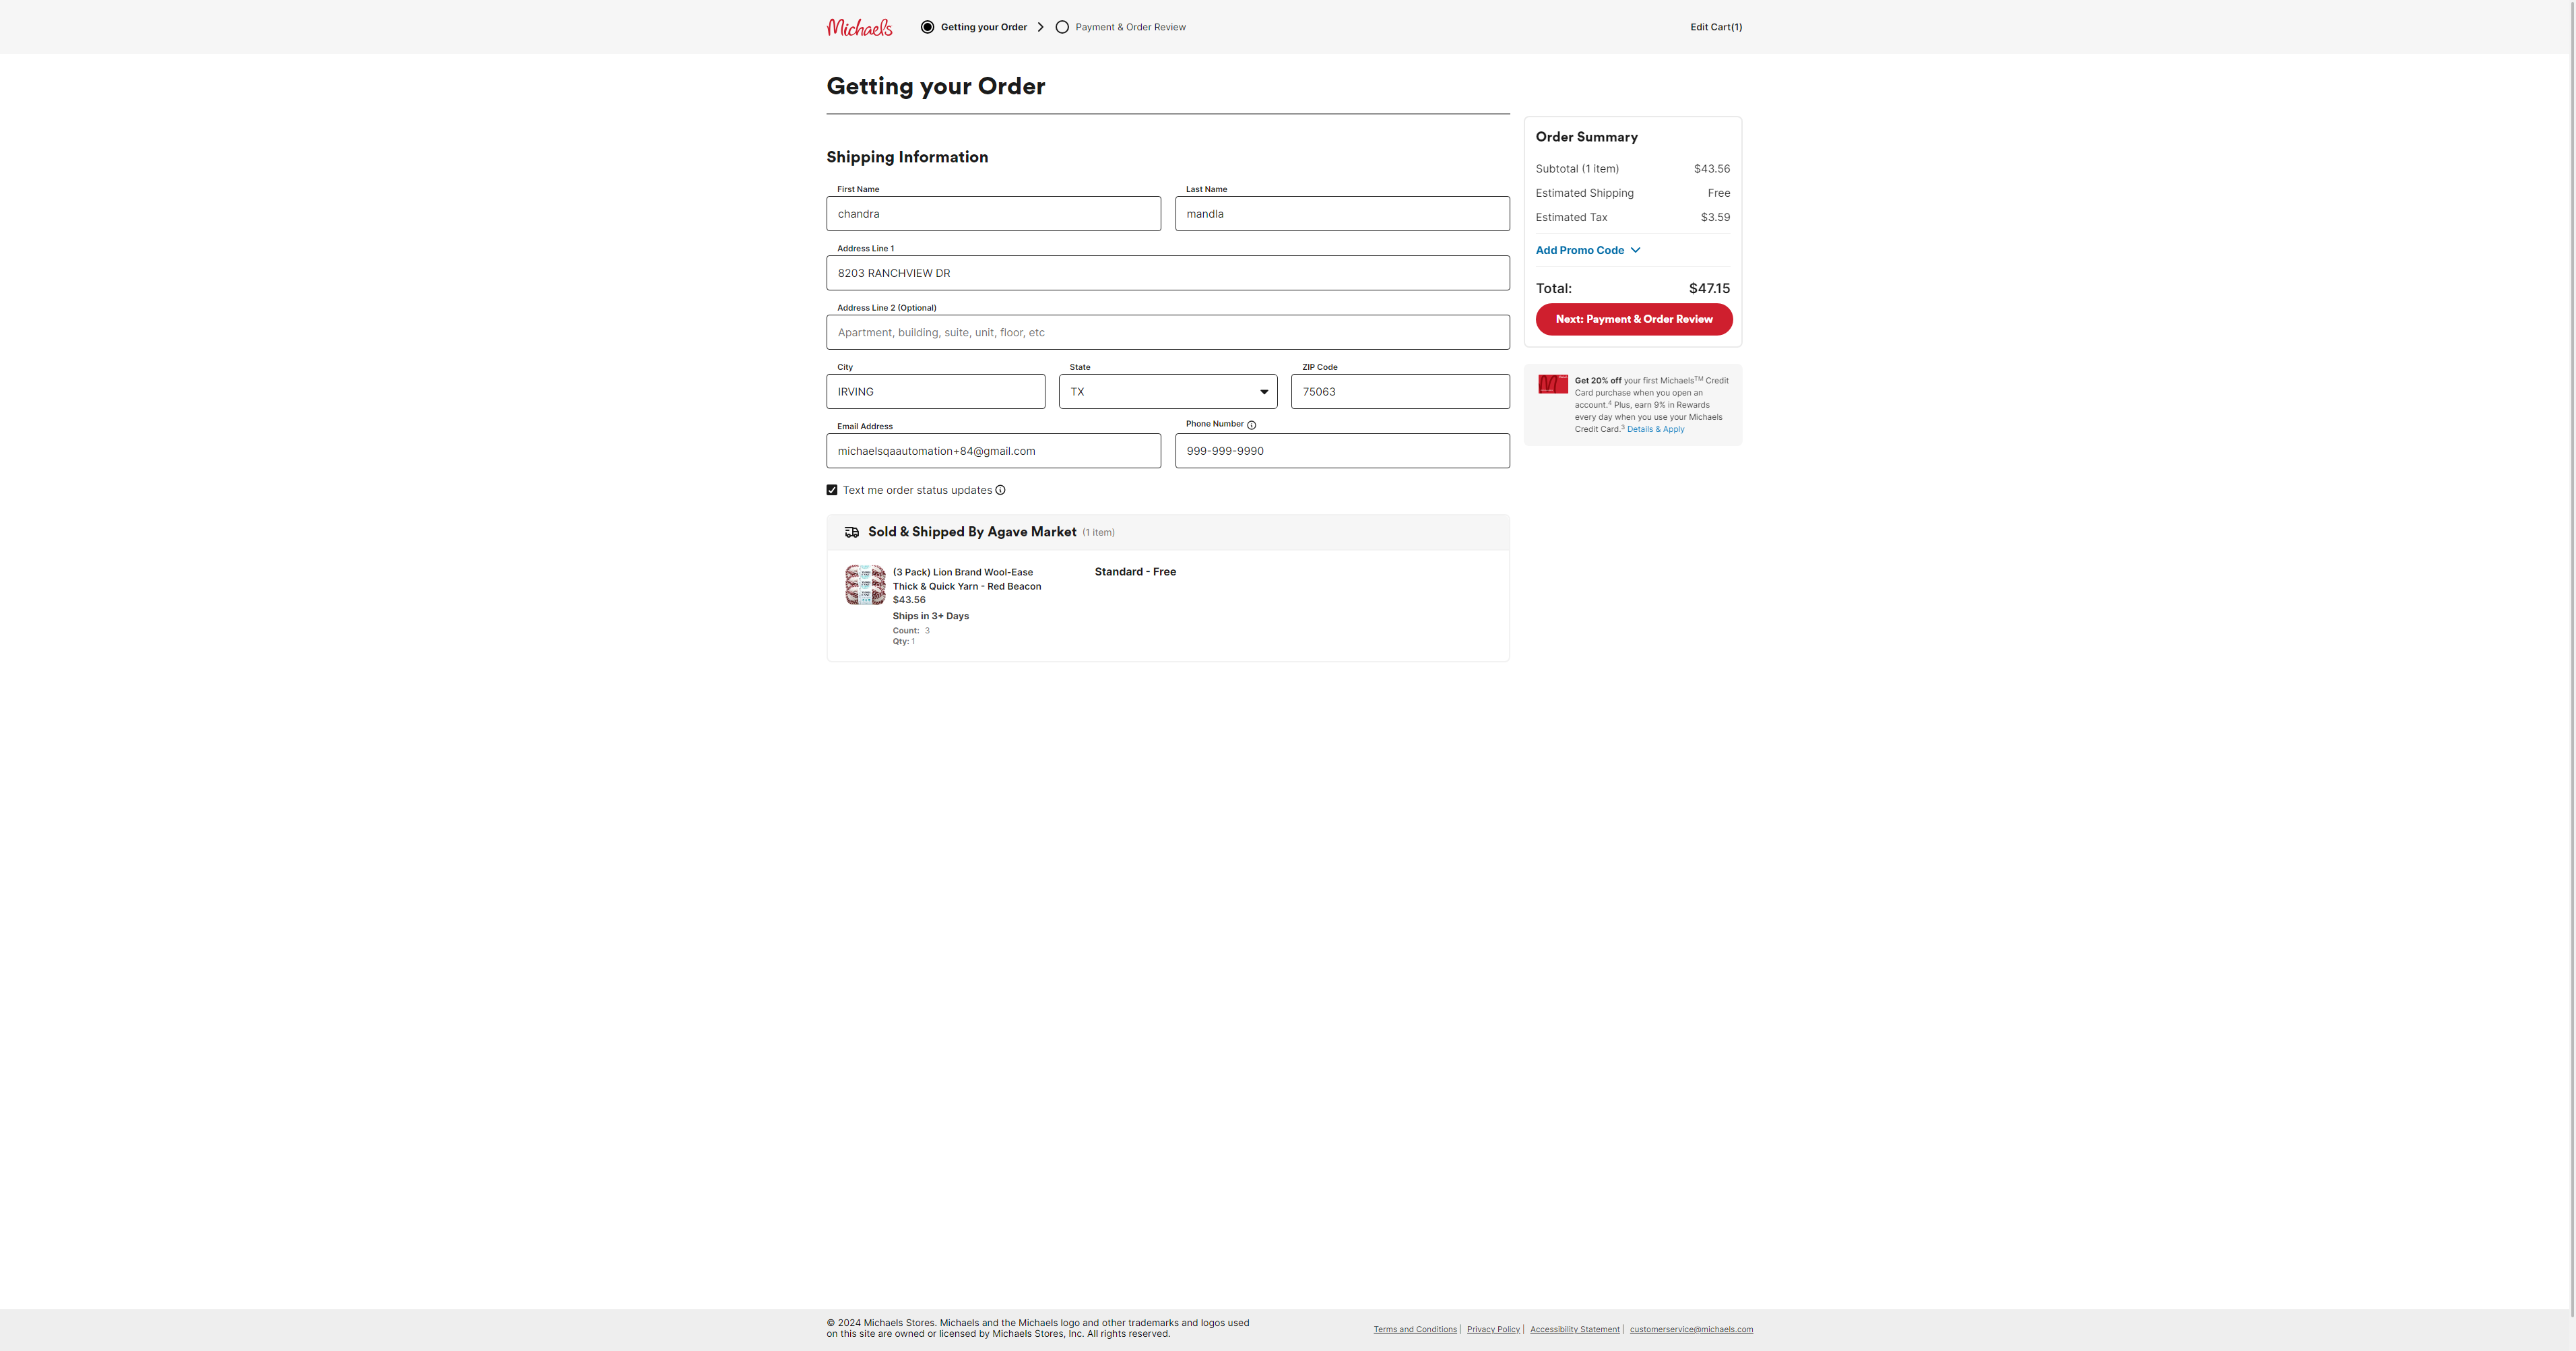 Michaels
Getting your Order
Payment & Order Review
Edit Cart(1)
Getting your Order
Shipping Information
First Name
Last Name
chandra
mandla
Address Line 1
8203 RANCHVIEW DR
Address Line 2 (Optional)
Apartment, building, suite, unit, floor, etc
City
State
ZIP Code
IRVING
TX
75063
Email Address
Phone Number
michaelsqaautomation+84@gmail.com
999-999-9990
Text me order status updates
Sold & Shipped By Agave Market (1 item)
(3 Pack) Lion Brand Wool-Ease
Thick & Quick Yarn - Red Beacon
$43.56
Ships in 3+ Days
Count: 3
Qty: 1
Standard - Free
Order Summary
Subtotal (1 item) $43.56
Estimated Shipping Free
Estimated Tax $3.59
Add Promo Code
Total: $47.15
Next: Payment & Order Review
Get 20% off your first Michaels™ Credit
Card purchase when you open an
account.⁴ Plus, earn 9% in Rewards
every day when you use your Michaels
Credit Card.³ Details & Apply
© 2024 Michaels Stores. Michaels and the Michaels logo and other trademarks and logos used
on this site are owned or licensed by Michaels Stores, Inc. All rights reserved.
Terms and Conditions | Privacy Policy | Accessibility Statement | customerservice@michaels.com